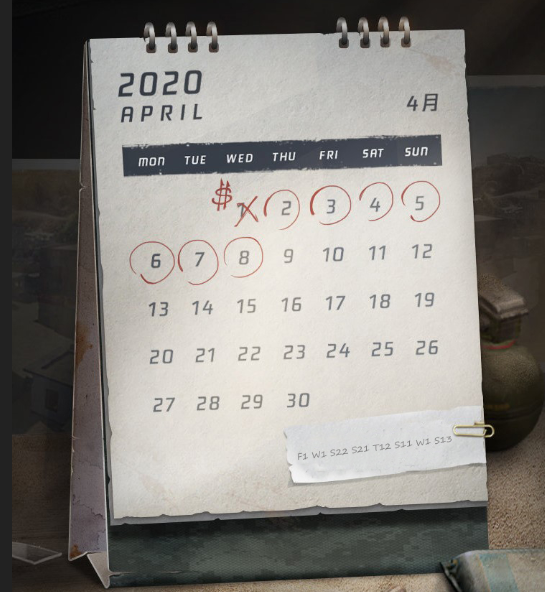 2020
APRIL
4月
MON TUE WED THU FRI SAT SUN
$ 1 2 3 4 5
6 7 8 9 10 11 12
13 14 15 16 17 18 19
20 21 22 23 24 25 26
27 28 29 30
F1 W1 S22 S21 T12 S11 W1 S13